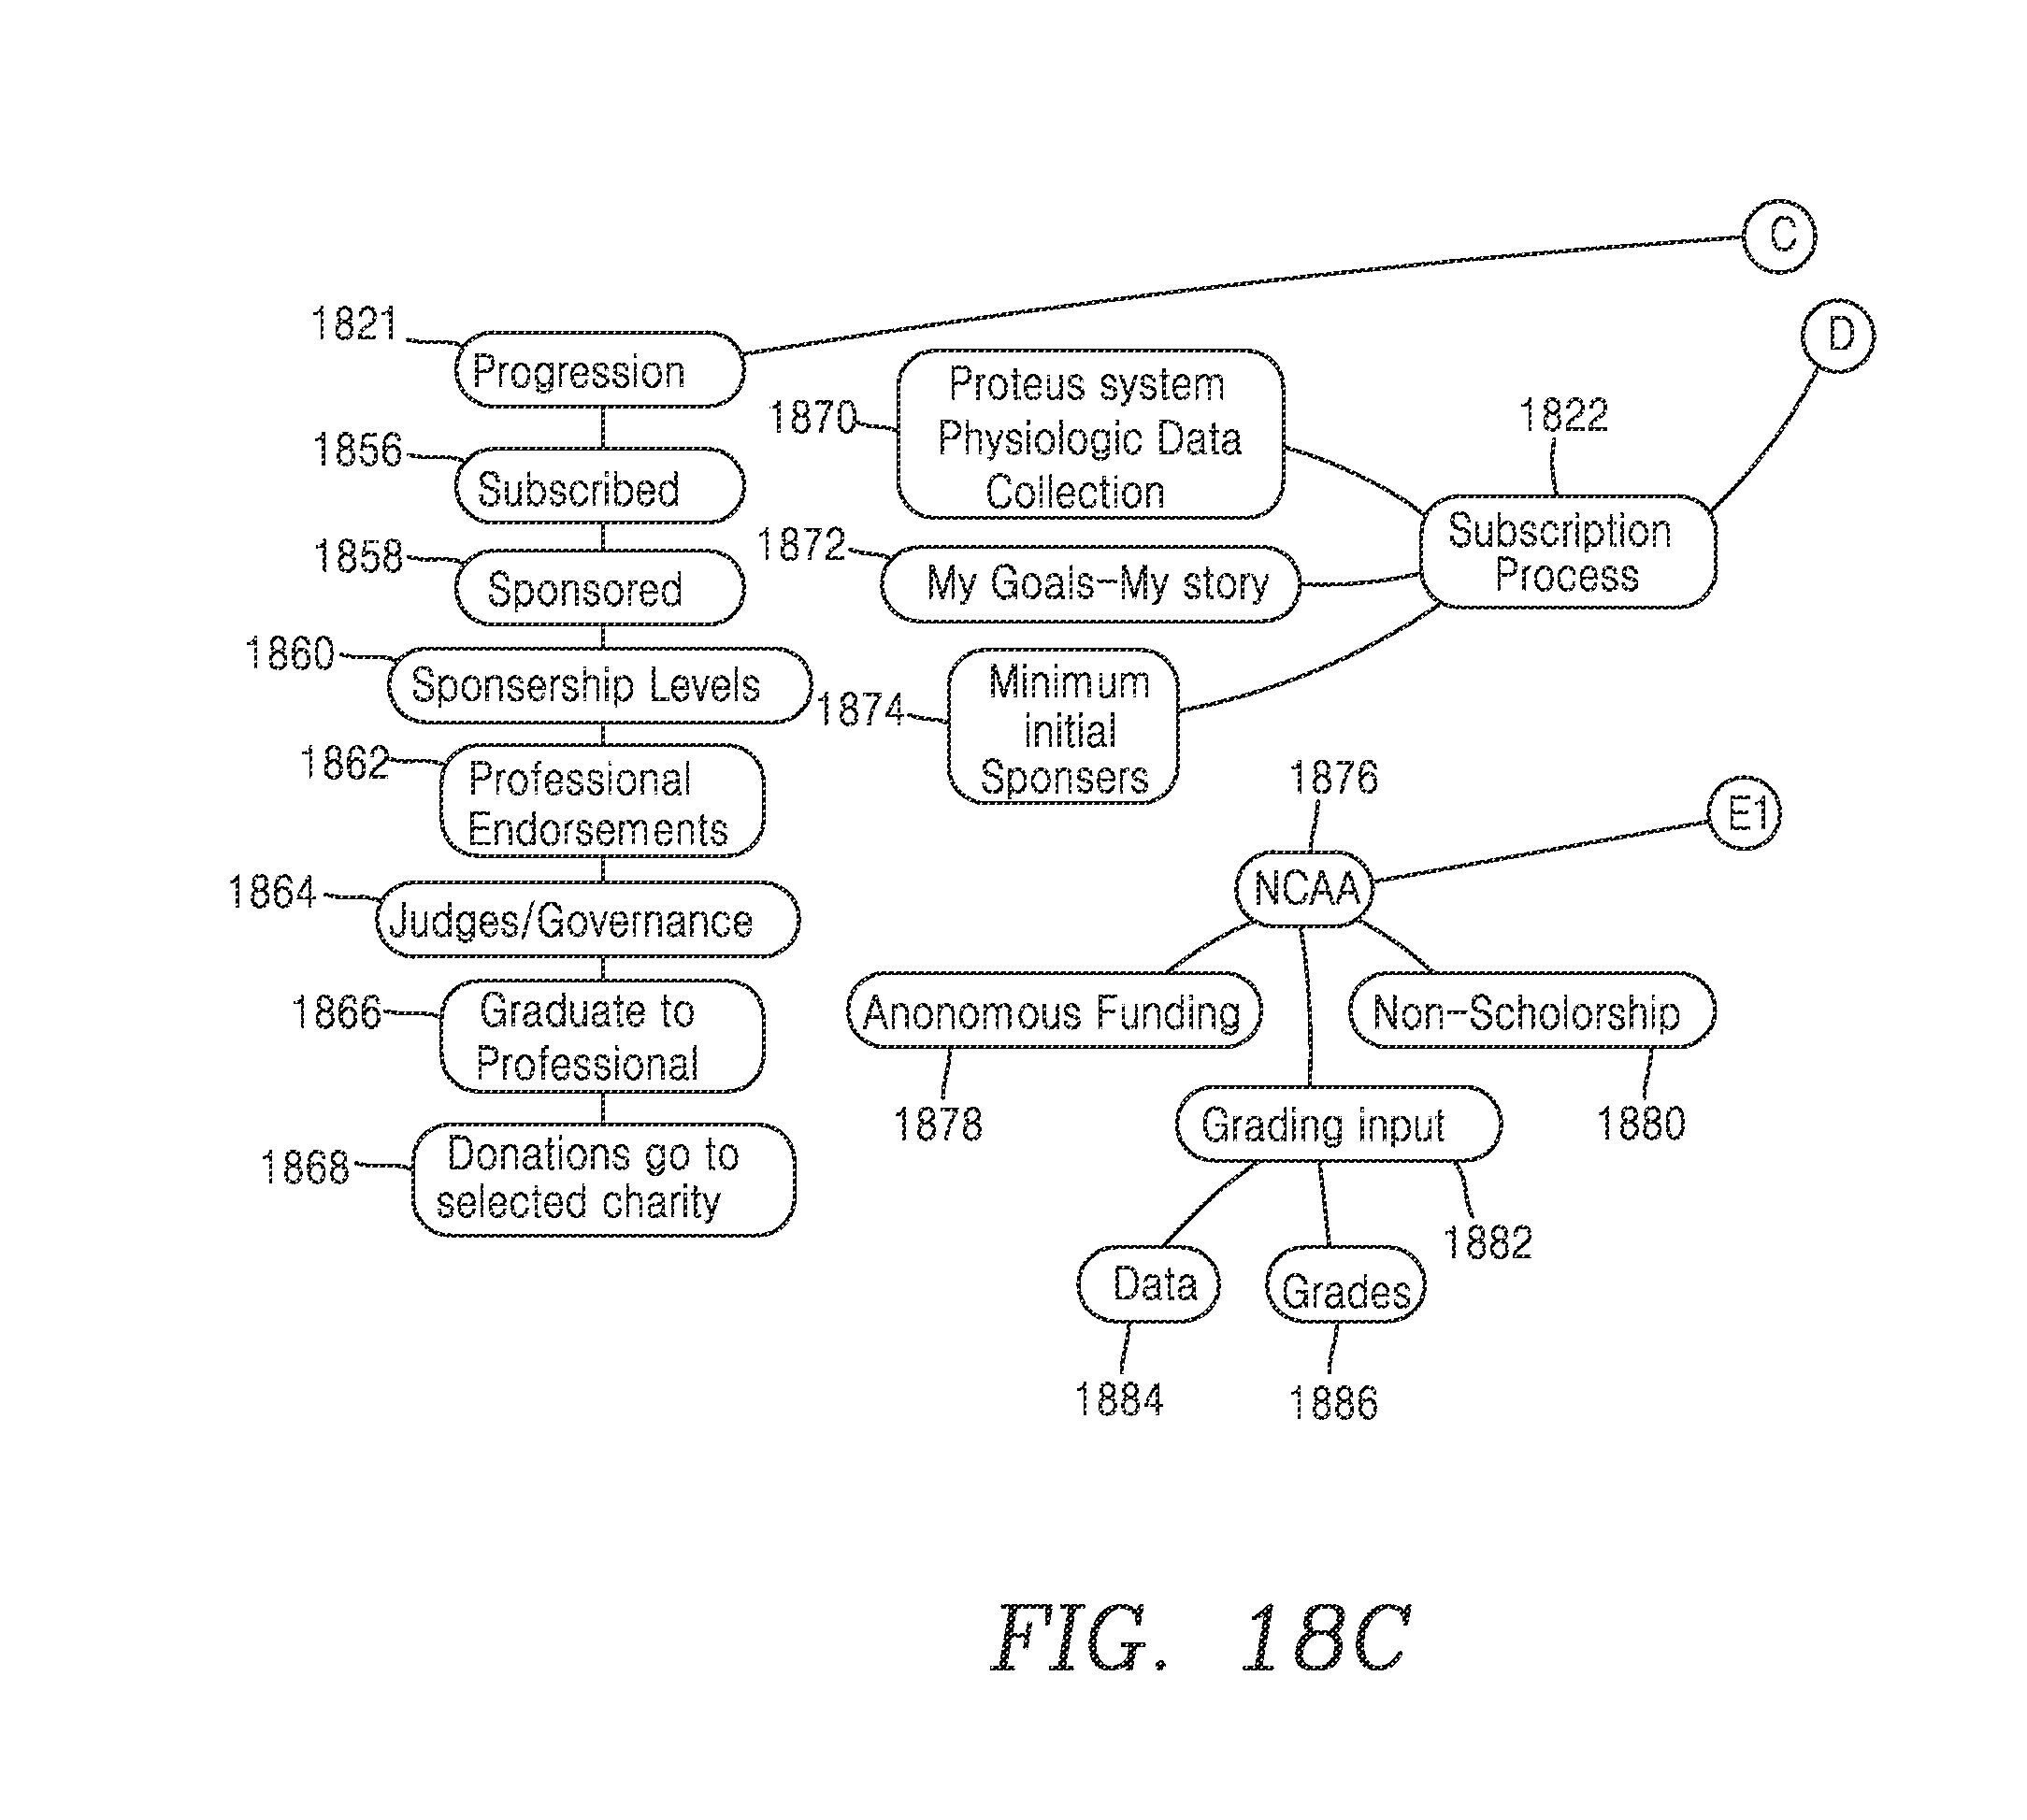 C
D
1821
Progression
1856
Subscribed
1858
Sponsored
1860
Sponsership Levels
1862
Professional
Endorsements
1864
Judges/Governance
1866
Graduate to
Professional
1868
Donations go to
selected charity
1870
Proteus system
Physiologic Data
Collection
1822
Subscription
Process
1872
My Goals-My story
1874
Minimum
initial
Sponsers
1876
E1
NCAA
Anonomous Funding
Non-Scholorship
1878
Grading input
1880
1882
Data
Grades
1884
1886
FIG. 18C